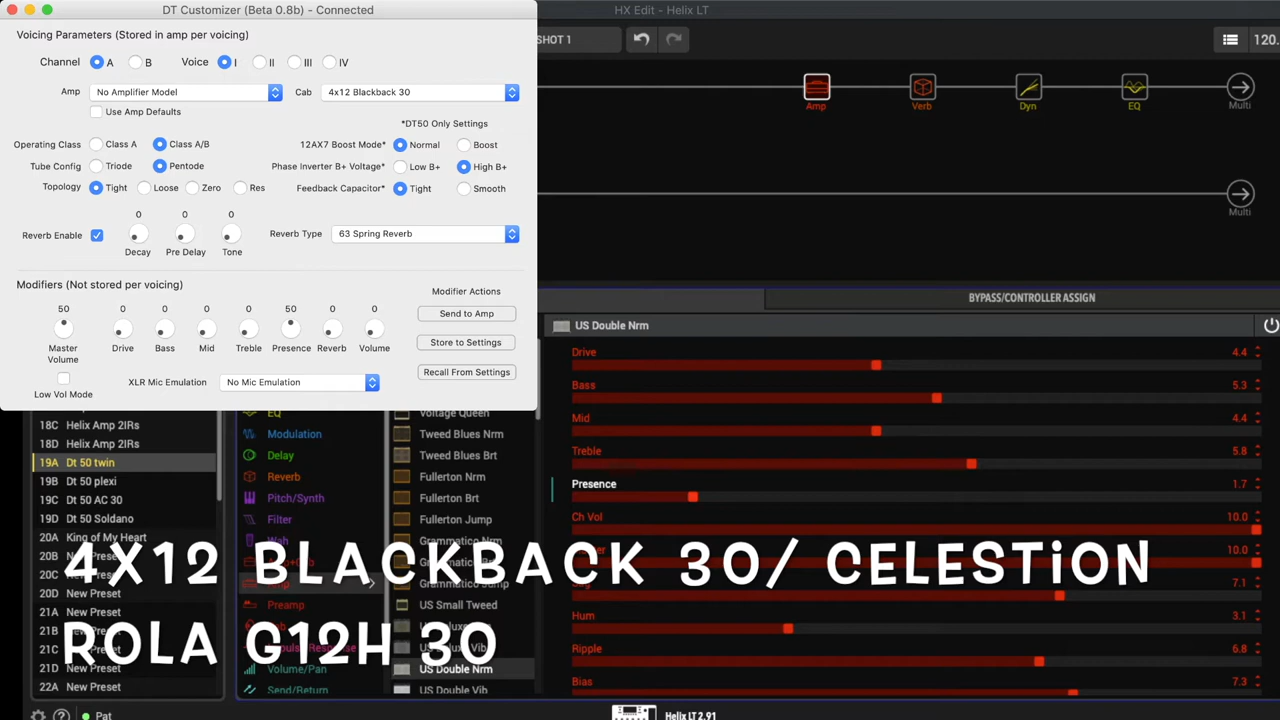 DT Customizer (Beta 0.8b) - Connected
HX Edit - Helix LT
Voicing Parameters (Stored in amp per voicing)
Channel A B Voice I II III IV
Amp No Amplifier Model Cab 4x12 Blackback 30
Use Amp Defaults
*DT50 Only Settings
Operating Class Class A Class A/B 12AX7 Boost Mode* Normal Boost
Tube Config Triode Pentode Phase Inverter B+ Voltage* Low B+ High B+
Topology Tight Loose Zero Res Feedback Capacitor* Tight Smooth
0 0 0
Reverb Enable Reverb Type 63 Spring Reverb
Decay Pre Delay Tone
Modifiers (Not stored per voicing)
Modifier Actions
50 0 0 0 0 50 0 0
Send to Amp
Master Volume Drive Bass Mid Treble Presence Reverb Volume
Store to Settings
Recall From Settings
Low Vol Mode
XLR Mic Emulation No Mic Emulation
SHOT 1
120.
Amp Verb Dyn EQ Multi
Multi
BYPASS/CONTROLLER ASSIGN
US Double Nrm
Drive 4.4
Bass 5.3
Mid 4.4
Treble 5.8
Presence 1.7
Ch Vol 10.0
10.0
7.1
Hum 3.1
Ripple 6.8
Bias 7.3
18C Helix Amp 2IRs
18D Helix Amp 2IRs
19A Dt 50 twin
19B Dt 50 plexi
19C Dt 50 AC 30
19D Dt 50 Soldano
20A King of My Heart
20B
20C
20D New Preset
21A New Preset
21B
21C
21D New Preset
22A New Preset
EQ
Modulation
Delay
Reverb
Pitch/Synth
Filter
Wah
Amp
Preamp
Volume/Pan
Send/Return
Voltage Queen
Tweed Blues Nrm
Tweed Blues Brt
Fullerton Nrm
Fullerton Brt
Fullerton Jump
Grammatico
Grammatico Jump
US Small Tweed
US Double Nrm
US Double Vib
4X12 BLACKBACK 30/ CELESTION
ROLA G12H 30
Pat
Helix LT 2.91